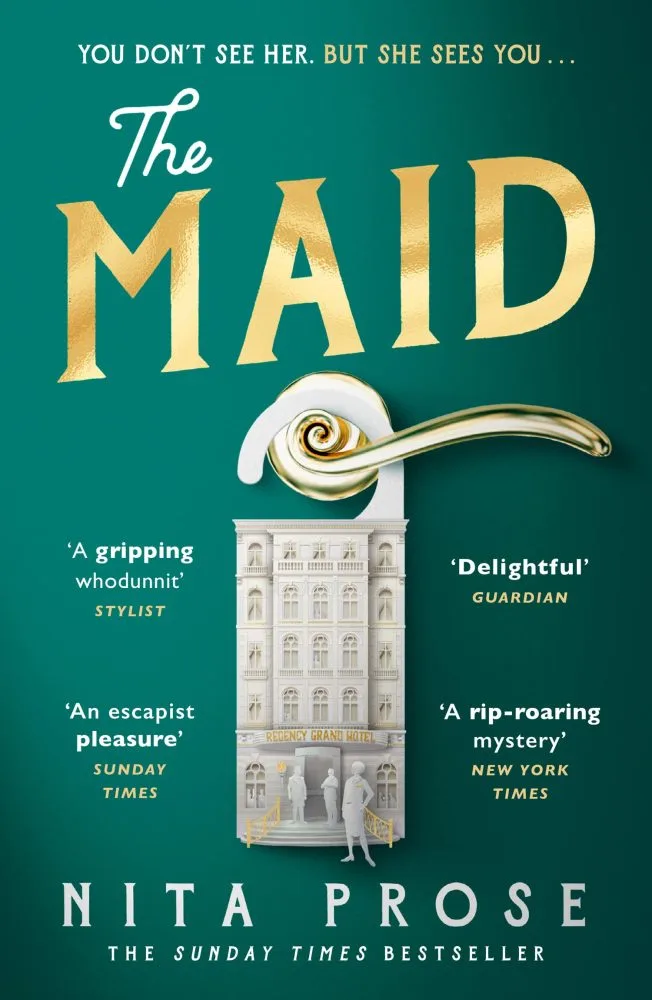 YOU DON'T SEE HER. BUT SHE SEES YOU...
The
MAID
'A gripping
whodunnit'
STYLIST
'Delightful'
GUARDIAN
REGENCY GRAND HOTEL
'An escapist
pleasure'
SUNDAY
TIMES
'A rip-roaring
mystery'
NEW YORK
TIMES
NITA PROSE
THE SUNDAY TIMES BESTSELLER